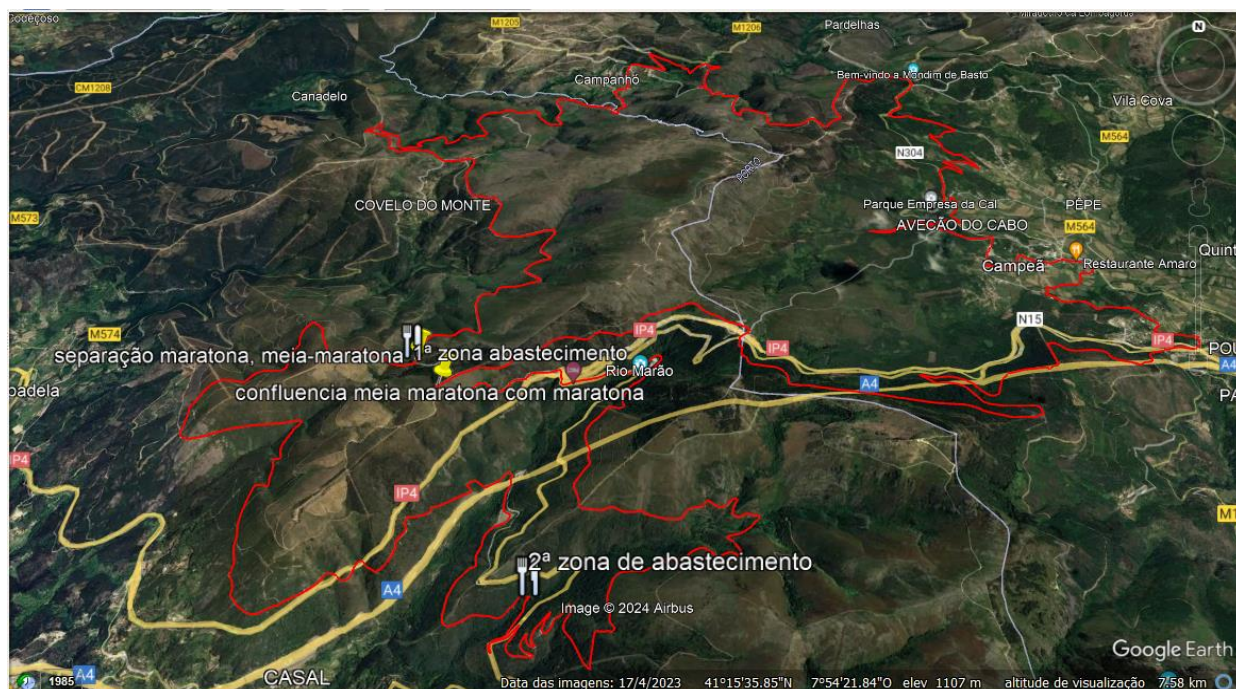 M1205
M1206
Pardelhas
Bem-vindo a Mondim de Basto
Campanhó
CM1208
Canadelo
Vila Cova
M564
N304
PORTO
COVELO DO MONTE
Parque Empresa da Cal
PÊPE
M573
AVEÇÃO DO CABO
M564
Campeã
Restaurante Amaro
Quint
N15
M574
IP4
IP4
IP4
separação maratona, meia-maratona 1ª zona abastecimento
POU
Rio Marão
A4
A4
padela
confluencia meia maratona com maratona
PA
IP4
IP4
M1
2ª zona de abastecimento
A4
Image © 2024 Airbus
Google Earth
A4
CASAL
1985
Data das imagens: 17/4/2023 41°15'35.85"N 7°54'21.84"O elev 1107 m altitude de visualização 7.58 km
N